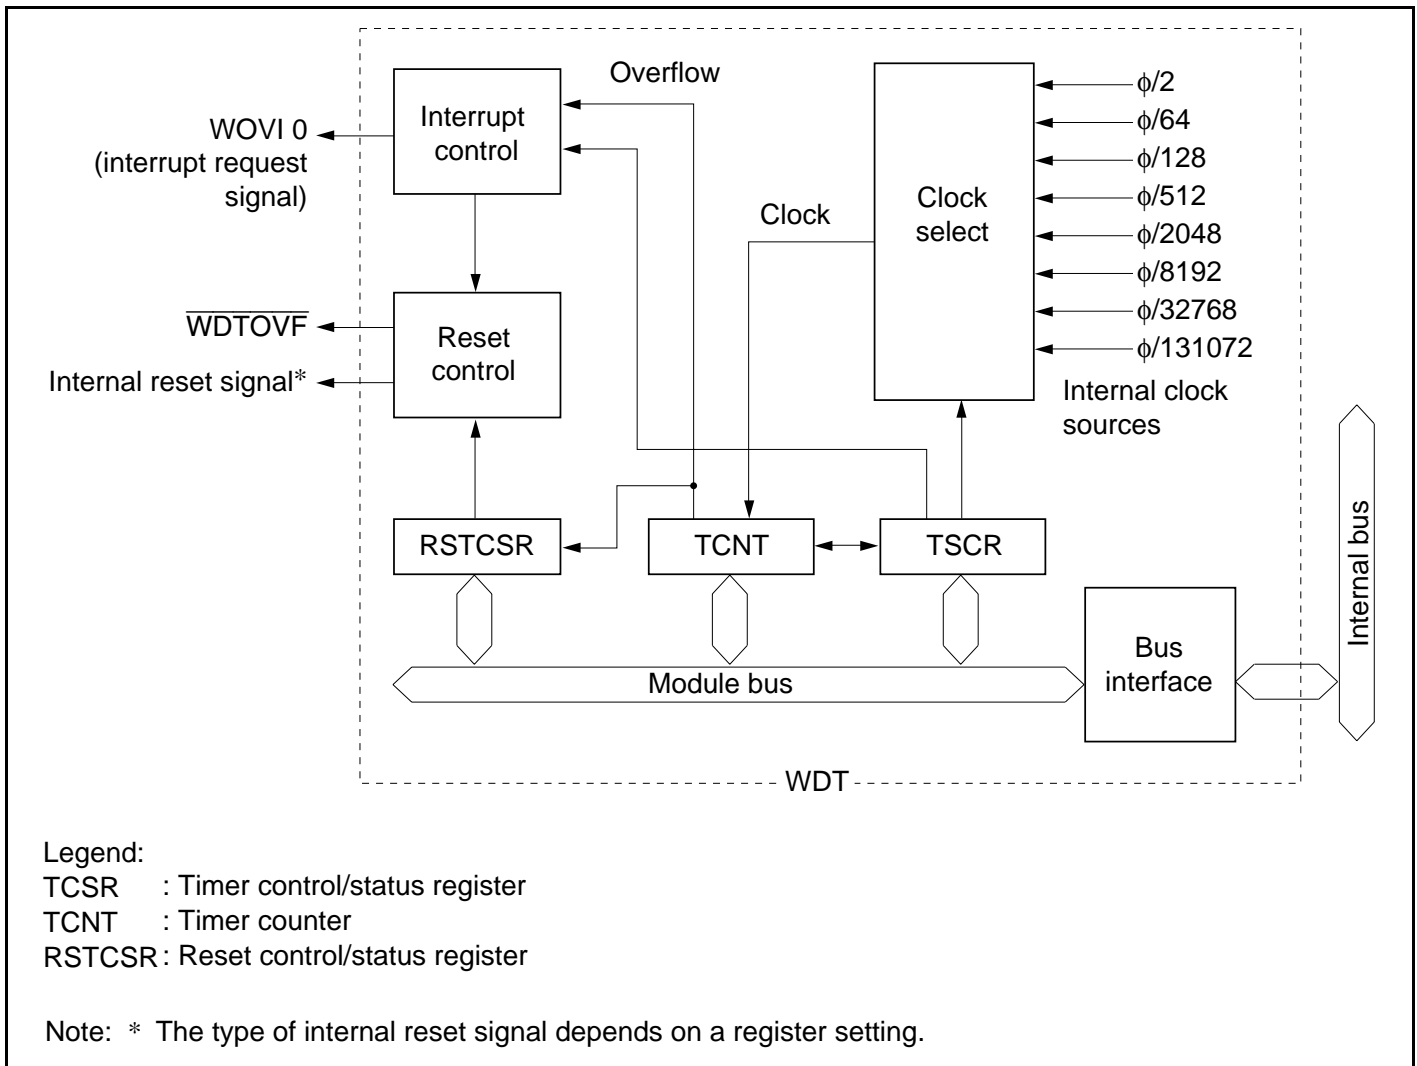 Overflow
Interrupt
control
WOVI 0
(interrupt request
signal)
Clock
Clock
select
ϕ/2
ϕ/64
ϕ/128
ϕ/512
ϕ/2048
ϕ/8192
ϕ/32768
ϕ/131072
Internal clock
sources
WDTOVF
Internal reset signal*
Reset
control
RSTCSR
TCNT
TSCR
Module bus
Bus
interface
Internal bus
WDT
Legend:
TCSR : Timer control/status register
TCNT : Timer counter
RSTCSR : Reset control/status register
Note: * The type of internal reset signal depends on a register setting.